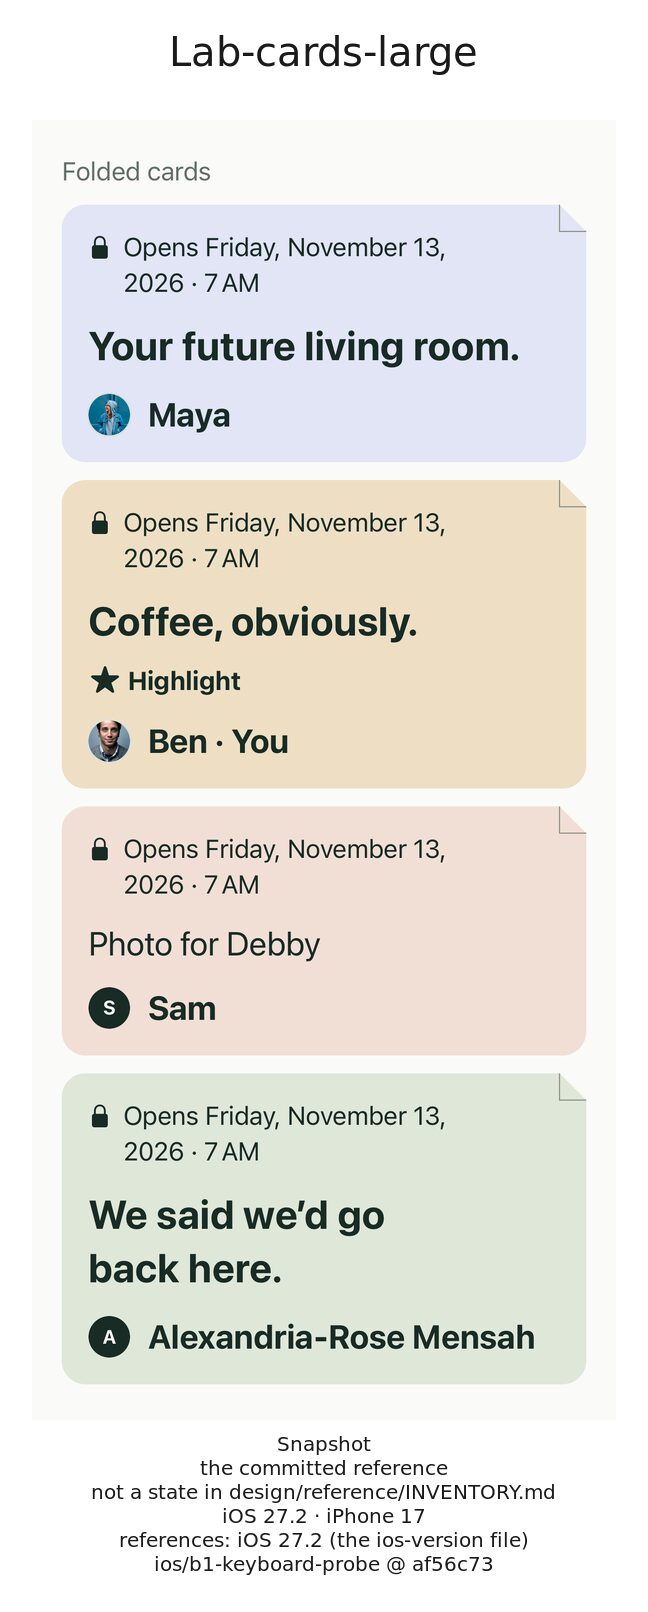 Lab-cards-large
Folded cards
Opens Friday, November 13,
2026 · 7 AM
Your future living room.
Maya
Opens Friday, November 13,
2026 · 7 AM
Coffee, obviously.
Highlight
Ben · You
Opens Friday, November 13,
2026 · 7 AM
Photo for Debby
S Sam
Opens Friday, November 13,
2026 · 7 AM
We said we’d go
back here.
A Alexandria-Rose Mensah
Snapshot
the committed reference
not a state in design/reference/INVENTORY.md
iOS 27.2 · iPhone 17
references: iOS 27.2 (the ios-version file)
ios/b1-keyboard-probe @ af56c73